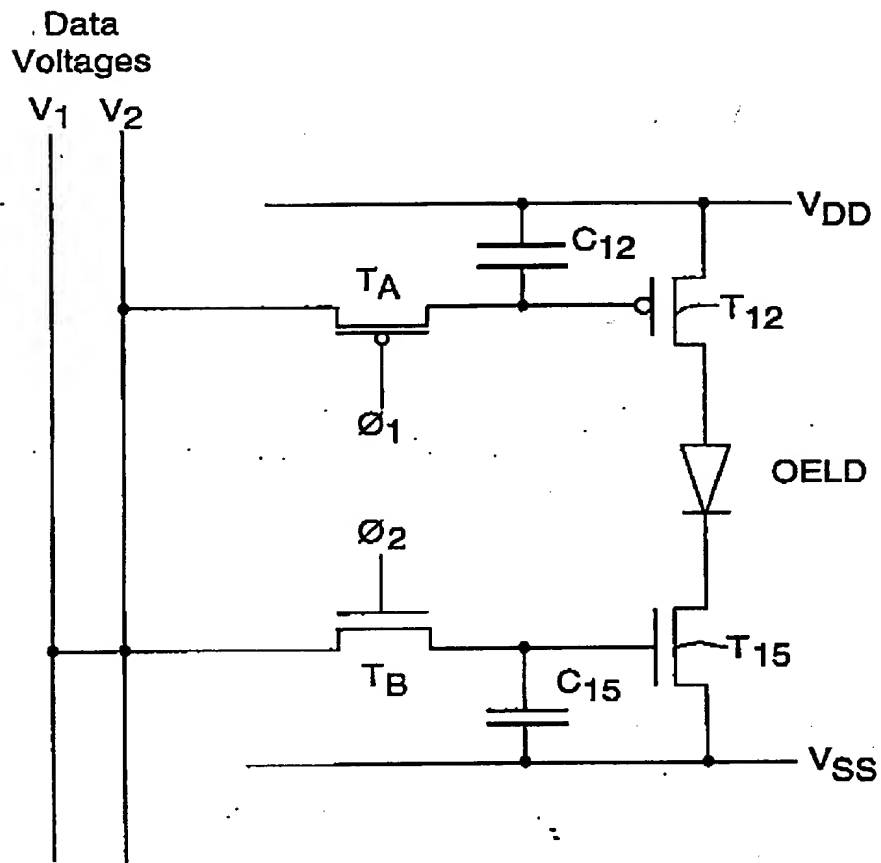 Data
Voltages
V1 V2
VDD
C12
TA
T12
Ø1
OELD
Ø2
T15
TB
C15
VSS